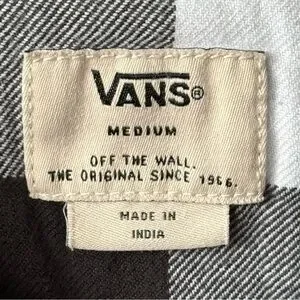 VANS®
MEDIUM
OFF THE WALL.
THE ORIGINAL SINCE 1966.
MADE IN
INDIA